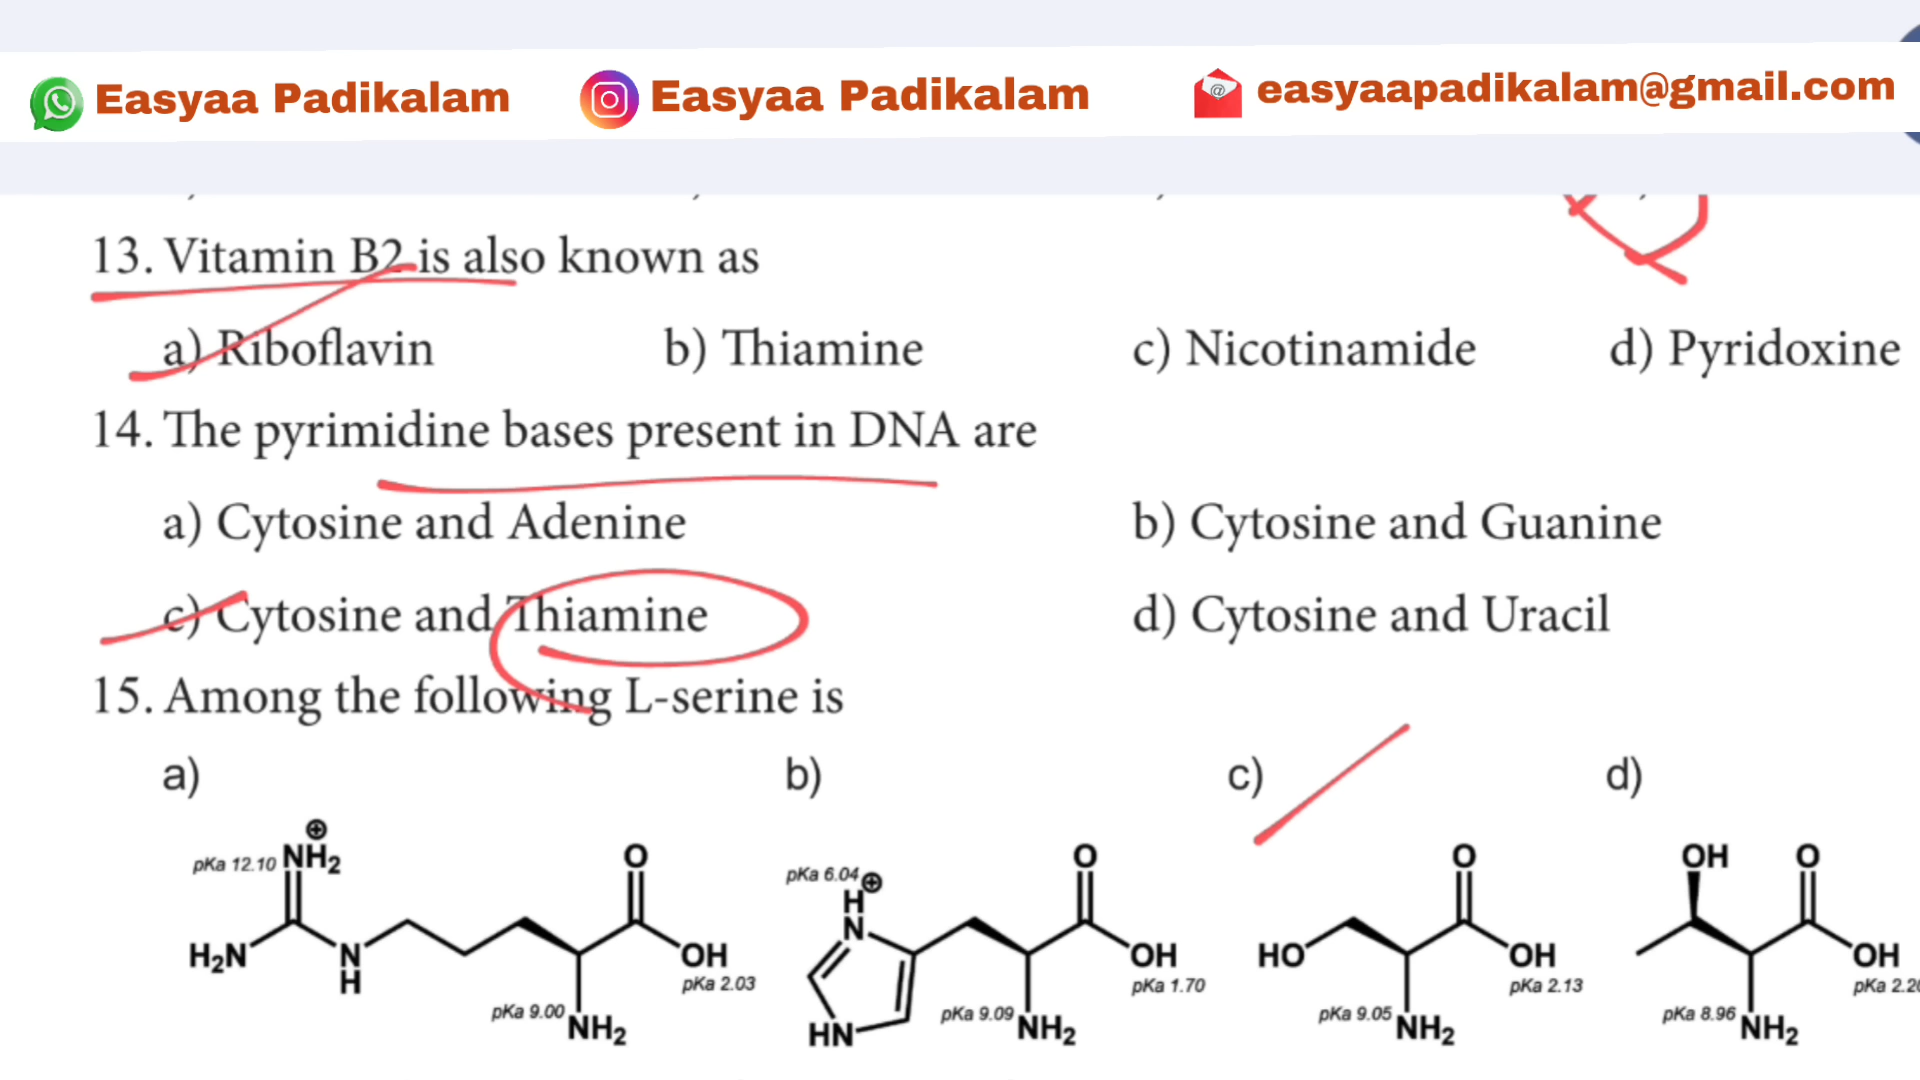 Easyaa Padikalam Easyaa Padikalam easyaapadikalam@gmail.com
13. Vitamin B2 is also known as
a) Riboflavin b) Thiamine c) Nicotinamide d) Pyridoxine
14. The pyrimidine bases present in DNA are
a) Cytosine and Adenine b) Cytosine and Guanine
c) Cytosine and Thiamine d) Cytosine and Uracil
15. Among the following L-serine is
a) b) c) d)
pKa 12.10 NH2 O pKa 6.04 H O O OH O
N
H2N N H OH HO OH OH
pKa 2.03 OH pKa 1.70 pKa 2.13
pKa 9.00 NH2 HN pKa 9.09 NH2 pKa 9.05 NH2 pKa 8.96 NH2